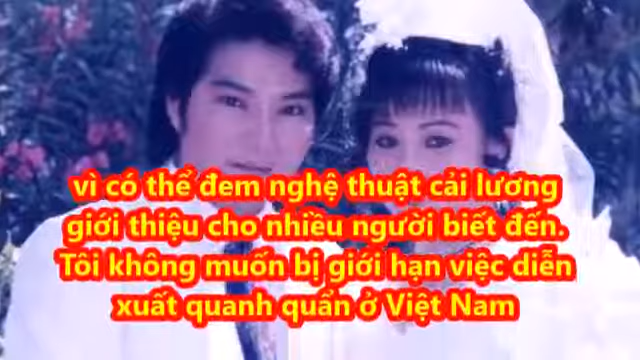 vì có thể đem nghệ thuật cải lương
giới thiệu cho nhiều người biết đến.
Tôi không muốn bị giới hạn việc diễn
xuất quanh quẩn ở Việt Nam